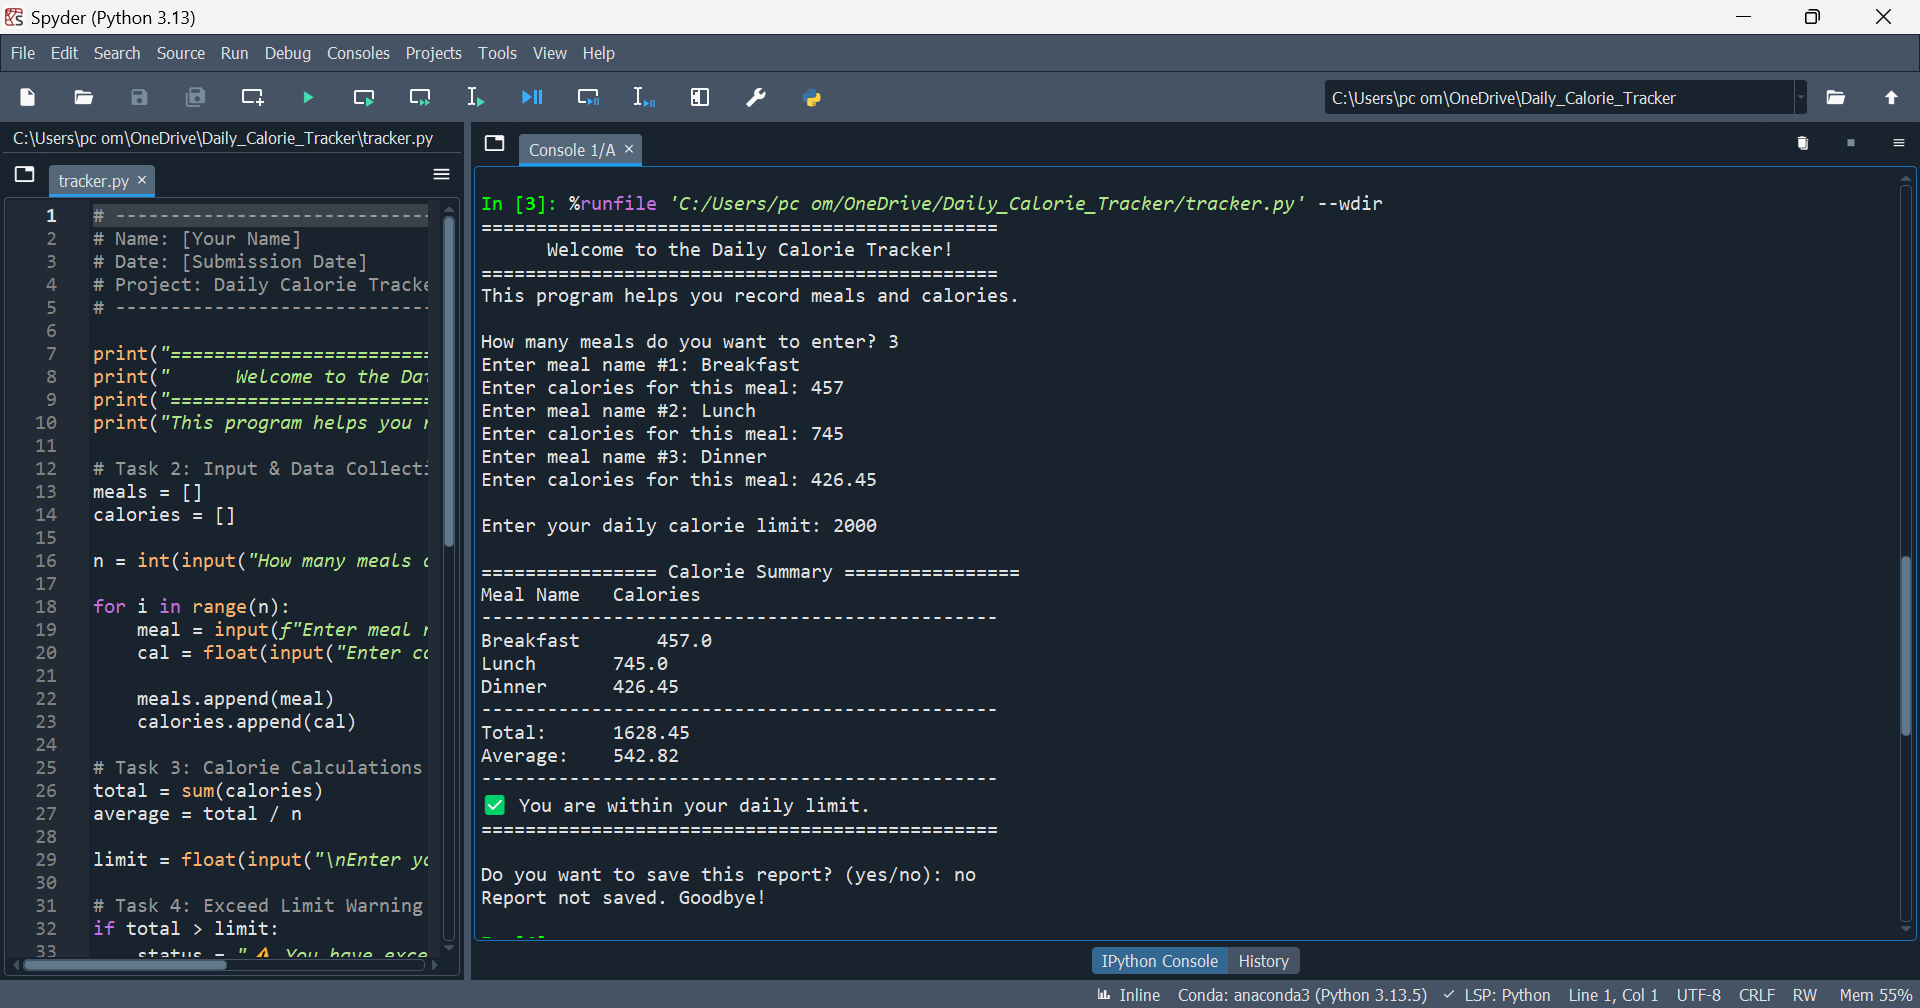 Spyder (Python 3.13)
File Edit Search Source Run Debug Consoles Projects Tools View Help
C:\Users\pc om\OneDrive\Daily_Calorie_Tracker
C:\Users\pc om\OneDrive\Daily_Calorie_Tracker\tracker.py
tracker.py
1 # -----------------------------
2 # Name: [Your Name]
3 # Date: [Submission Date]
4 # Project: Daily Calorie Tracke
5 # -----------------------------
6
7 print("========================
8 print("      Welcome to the Dai
9 print("========================
10 print("This program helps you r
11
12 # Task 2: Input & Data Collecti
13 meals = []
14 calories = []
15
16 n = int(input("How many meals d
17
18 for i in range(n):
19     meal = input(f"Enter meal n
20     cal = float(input("Enter ca
21
22     meals.append(meal)
23     calories.append(cal)
24
25 # Task 3: Calorie Calculations
26 total = sum(calories)
27 average = total / n
28
29 limit = float(input("\nEnter yo
30
31 # Task 4: Exceed Limit Warning
32 if total > limit:
33     status = "⚠ You have exce
Console 1/A
In [3]: %runfile 'C:/Users/pc om/OneDrive/Daily_Calorie_Tracker/tracker.py' --wdir
===============================================
      Welcome to the Daily Calorie Tracker!
===============================================
This program helps you record meals and calories.
How many meals do you want to enter? 3
Enter meal name #1: Breakfast
Enter calories for this meal: 457
Enter meal name #2: Lunch
Enter calories for this meal: 745
Enter meal name #3: Dinner
Enter calories for this meal: 426.45
Enter your daily calorie limit: 2000
================ Calorie Summary ================
Meal Name   Calories
-----------------------------------------------
Breakfast       457.0
Lunch       745.0
Dinner      426.45
-----------------------------------------------
Total:      1628.45
Average:    542.82
-----------------------------------------------
✅ You are within your daily limit.
===============================================
Do you want to save this report? (yes/no): no
Report not saved. Goodbye!
IPython Console History
Inline Conda: anaconda3 (Python 3.13.5) ✓ LSP: Python Line 1, Col 1 UTF-8 CRLF RW Mem 55%